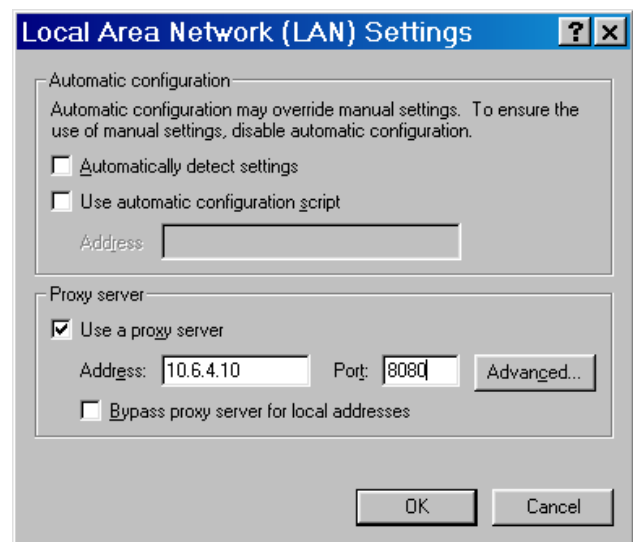 Local Area Network (LAN) Settings
Automatic configuration
Automatic configuration may override manual settings. To ensure the
use of manual settings, disable automatic configuration.
Automatically detect settings
Use automatic configuration script
Address
Proxy server
Use a proxy server
Address: 10.6.4.10 Port: 8080 Advanced...
Bypass proxy server for local addresses
OK Cancel